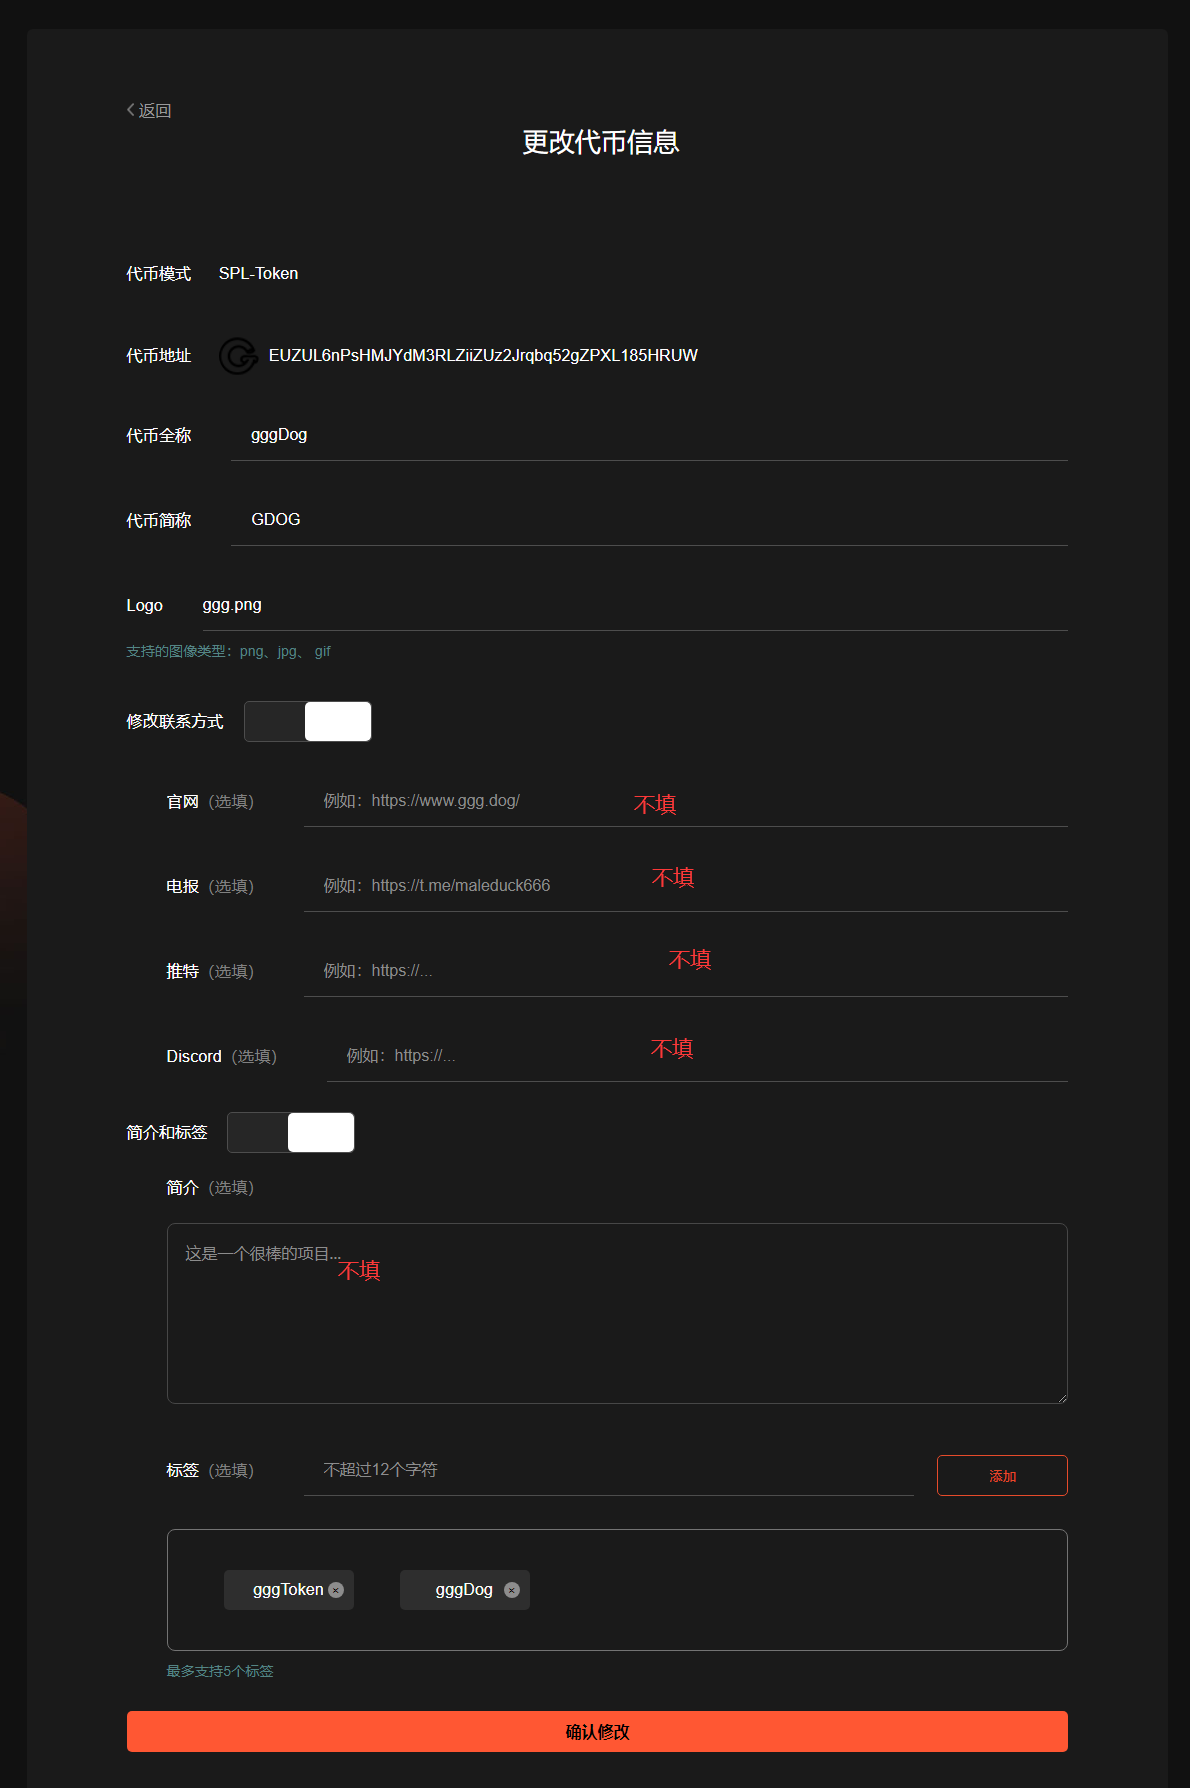 返回
更改代币信息
代币模式 SPL-Token
代币地址 EUZUL6nPsHMJYdM3RLZiiZUz2Jrqbq52gZPXL185HRUW
代币全称 gggDog
代币简称 GDOG
Logo ggg.png
支持的图像类型：png、jpg、 gif
修改联系方式
官网（选填） 例如：https://www.ggg.dog/ 不填
电报（选填） 例如：https://t.me/maleduck666 不填
推特（选填） 例如：https://... 不填
Discord（选填） 例如：https://... 不填
简介和标签
简介（选填）
这是一个很棒的项目...
不填
标签（选填） 不超过12个字符 添加
gggToken gggDog
最多支持5个标签
确认修改